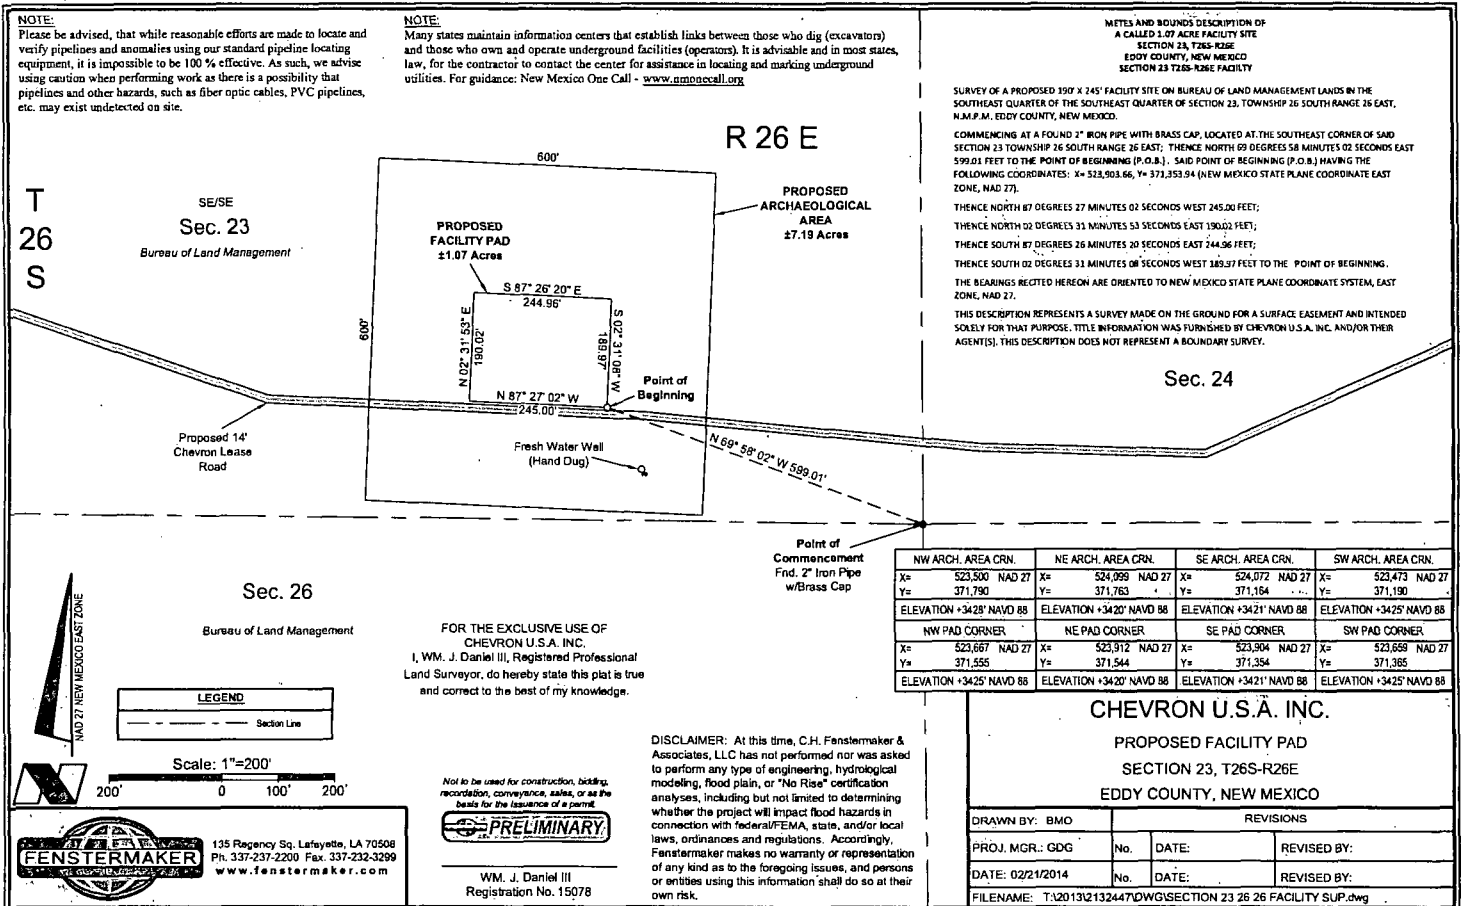 NOTE:
Please be advised, that while reasonable efforts are made to locate and
verify pipelines and anomalies using our standard pipeline locating
equipment, it is impossible to be 100 % effective. As such, we advise
using caution when performing work as there is a possibility that
pipelines and other hazards, such as fiber optic cables, PVC pipelines,
etc. may exist undetected on site.
NOTE:
Many states maintain information centers that establish links between those who dig (excavators)
and those who own and operate underground facilities (operators). It is advisable and in most states,
law, for the contractor to contact the center for assistance in locating and marking underground
utilities. For guidance: New Mexico One Call - www.nmonecall.org
METES AND BOUNDS DESCRIPTION OF
A CALLED 1.07 ACRE FACILITY SITE
SECTION 23, T26S-R26E
EDDY COUNTY, NEW MEXICO
SECTION 23 T26S-R26E FACILITY
SURVEY OF A PROPOSED 190' X 245' FACILITY SITE ON BUREAU OF LAND MANAGEMENT LANDS IN THE
SOUTHEAST QUARTER OF THE SOUTHEAST QUARTER OF SECTION 23, TOWNSHIP 26 SOUTH RANGE 26 EAST,
N.M.P.M. EDDY COUNTY, NEW MEXICO.
COMMENCING AT A FOUND 2" IRON PIPE WITH BRASS CAP, LOCATED AT THE SOUTHEAST CORNER OF SAID
SECTION 23 TOWNSHIP 26 SOUTH RANGE 26 EAST; THENCE NORTH 69 DEGREES 58 MINUTES 02 SECONDS EAST
599.01 FEET TO THE POINT OF BEGINNING (P.O.B.). SAID POINT OF BEGINNING (P.O.B.) HAVING THE
FOLLOWING COORDINATES: X= 523,903.66, Y= 371,353.94 (NEW MEXICO STATE PLANE COORDINATE EAST
ZONE, NAD 27).
THENCE NORTH 87 DEGREES 27 MINUTES 02 SECONDS WEST 245.00 FEET;
THENCE NORTH 02 DEGREES 31 MINUTES 53 SECONDS EAST 190.02 FEET;
THENCE SOUTH 87 DEGREES 26 MINUTES 20 SECONDS EAST 244.96 FEET;
THENCE SOUTH 02 DEGREES 31 MINUTES 08 SECONDS WEST 189.97 FEET TO THE POINT OF BEGINNING.
THE BEARINGS RECITED HEREON ARE ORIENTED TO NEW MEXICO STATE PLANE COORDINATE SYSTEM, EAST
ZONE, NAD 27.
THIS DESCRIPTION REPRESENTS A SURVEY MADE ON THE GROUND FOR A SURFACE EASEMENT AND INTENDED
SOLELY FOR THAT PURPOSE. TITLE INFORMATION WAS FURNISHED BY CHEVRON U.S.A. INC. AND/OR THEIR
AGENT(S). THIS DESCRIPTION DOES NOT REPRESENT A BOUNDARY SURVEY.
R 26 E
T
26
S
SE/SE
Sec. 23
Bureau of Land Management
600'
600'
PROPOSED
ARCHAEOLOGICAL
AREA
±7.19 Acres
PROPOSED
FACILITY PAD
±1.07 Acres
S 87° 26' 20" E
244.96'
N 02° 31' 53" E
190.02'
S 02° 31' 08" W
189.97'
N 87° 27' 02" W
245.00'
Point of
Beginning
Sec. 24
Proposed 14'
Chevron Lease
Road
Fresh Water Well
(Hand Dug)
N 69° 58' 02" W 599.01'
Point of
Commencement
Fnd. 2" Iron Pipe
w/Brass Cap
Sec. 26
Bureau of Land Management
NAD 27 NEW MEXICO EAST ZONE
LEGEND
Section Line
Scale: 1"=200'
200' 0 100' 200'
FOR THE EXCLUSIVE USE OF
CHEVRON U.S.A. INC.
I, WM. J. Daniel III, Registered Professional
Land Surveyor, do hereby state this plat is true
and correct to the best of my knowledge.
NW ARCH. AREA CRN. NE ARCH. AREA CRN. SE ARCH. AREA CRN. SW ARCH. AREA CRN.
X= 523,500 NAD 27 X= 524,099 NAD 27 X= 524,072 NAD 27 X= 523,473 NAD 27
Y= 371,790 Y= 371,763 Y= 371,164 Y= 371,190
ELEVATION +3428' NAVD 88 ELEVATION +3420' NAVD 88 ELEVATION +3421' NAVD 88 ELEVATION +3425' NAVD 88
NW PAD CORNER NE PAD CORNER SE PAD CORNER SW PAD CORNER
X= 523,667 NAD 27 X= 523,912 NAD 27 X= 523,904 NAD 27 X= 523,659 NAD 27
Y= 371,555 Y= 371,544 Y= 371,354 Y= 371,365
ELEVATION +3425' NAVD 88 ELEVATION +3420' NAVD 88 ELEVATION +3421' NAVD 88 ELEVATION +3425' NAVD 88
Not to be used for construction, bidding,
recordation, conveyance, sales, or as the
basis for the issuance of a permit.
PRELIMINARY
WM. J. Daniel III
Registration No. 15078
DISCLAIMER: At this time, C.H. Fenstermaker &
Associates, LLC has not performed nor was asked
to perform any type of engineering, hydrological
modeling, flood plain, or "No Rise" certification
analyses, including but not limited to determining
whether the project will impact flood hazards in
connection with federal/FEMA, state, and/or local
laws, ordinances and regulations. Accordingly,
Fenstermaker makes no warranty or representation
of any kind as to the foregoing issues, and persons
or entities using this information shall do so at their
own risk.
FENSTERMAKER
135 Regency Sq. Lafayette, LA 70508
Ph. 337-237-2200 Fax. 337-232-3299
www.fenstermaker.com
CHEVRON U.S.A. INC.
PROPOSED FACILITY PAD
SECTION 23, T26S-R26E
EDDY COUNTY, NEW MEXICO
DRAWN BY: BMO REVISIONS
PROJ. MGR.: GDG No. DATE: REVISED BY:
DATE: 02/21/2014 No. DATE: REVISED BY:
FILENAME: T:\2013\2132447\DWG\SECTION 23 26 26 FACILITY SUP.dwg